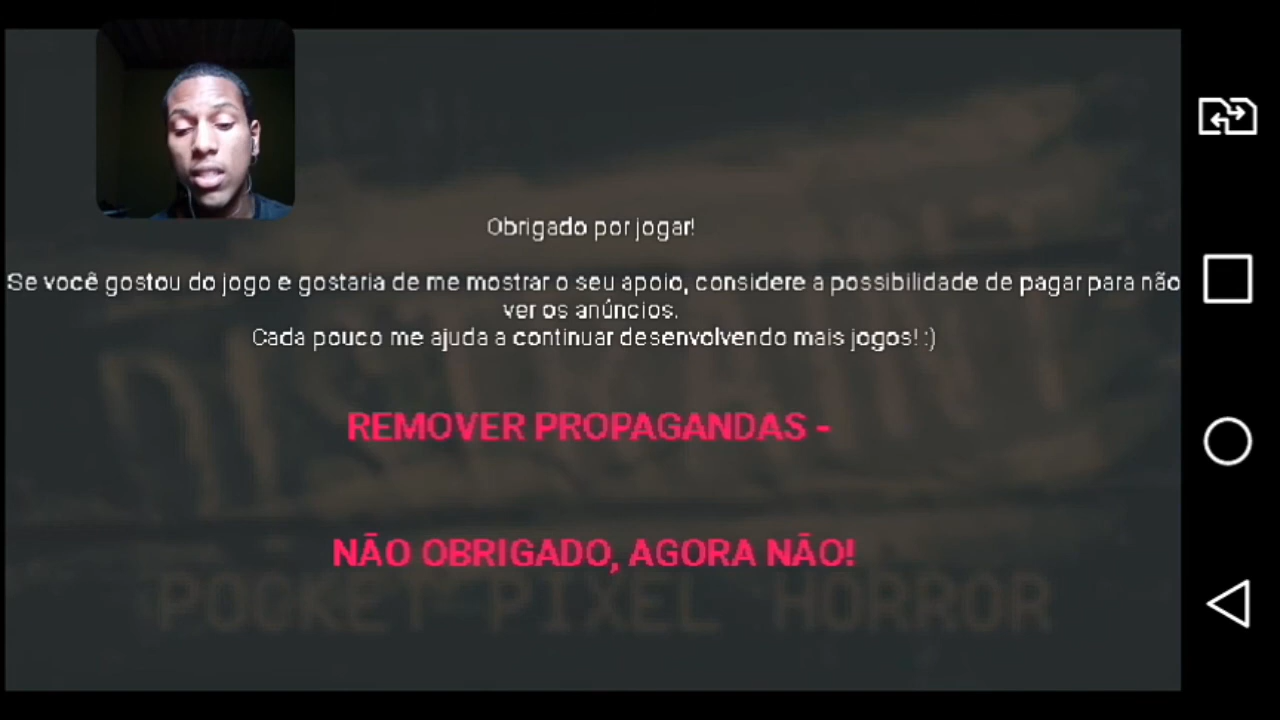 Obrigado por jogar!
Se você gostou do jogo e gostaria de me mostrar o seu apoio, considere a possibilidade de pagar para não
ver os anúncios.
Cada pouco me ajuda a continuar desenvolvendo mais jogos! :)
DISTRAINT
REMOVER PROPAGANDAS -
NÃO OBRIGADO, AGORA NÃO!
POCKET PIXEL HORROR